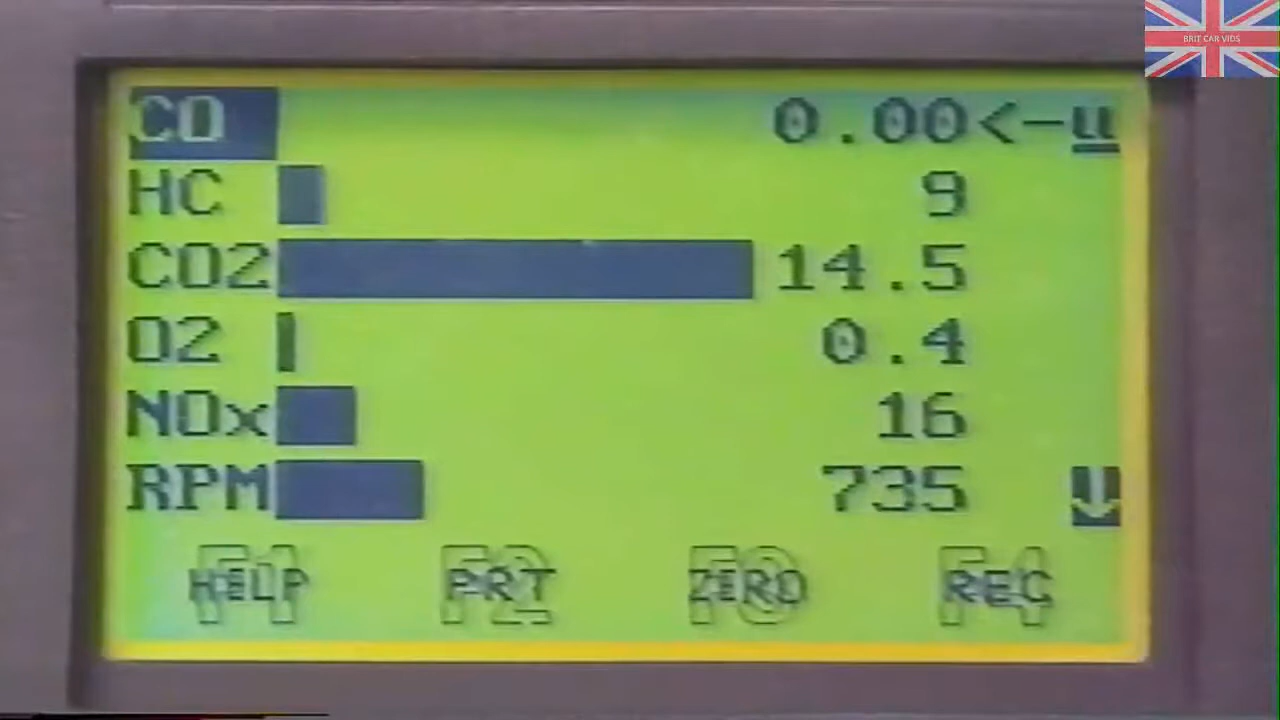 BRIT CAR VIDS
CO 0.00<-u
HC 9
CO2 14.5
O2 0.4
NOx 16
RPM 735 ↓
F1 F2 F3 F4
HELP PRT ZERO REC